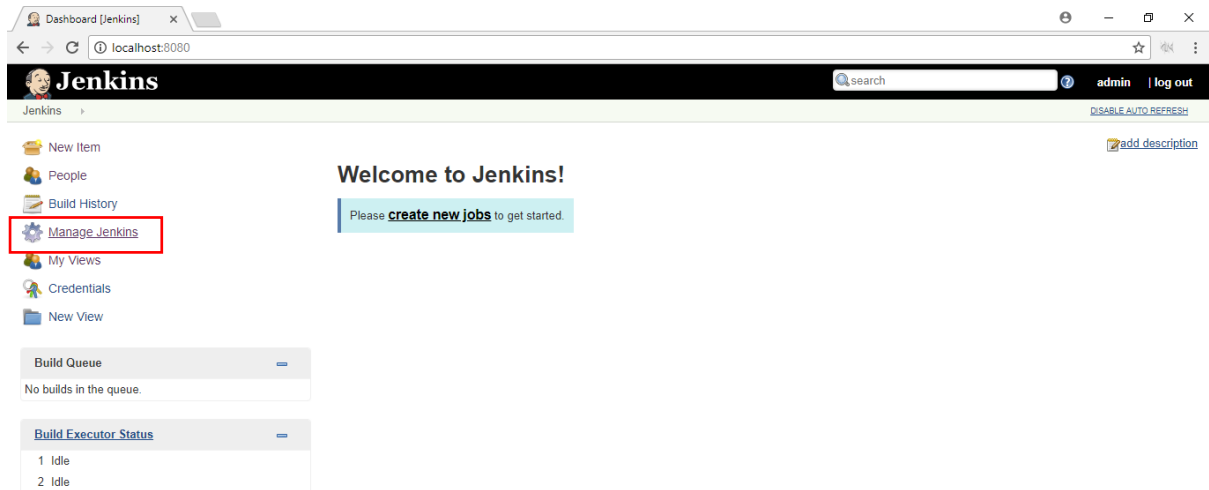 Dashboard [Jenkins]
localhost:8080
Jenkins
search
admin | log out
Jenkins
DISABLE AUTO REFRESH
New Item
People
Build History
Manage Jenkins
My Views
Credentials
New View
add description
Welcome to Jenkins!
Please create new jobs to get started.
Build Queue
No builds in the queue.
Build Executor Status
1 Idle
2 Idle